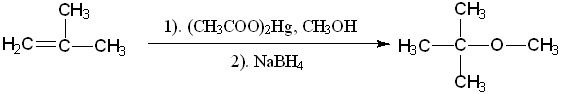 CH3
H2C=C-CH3
1). (CH3COO)2Hg, CH3OH
2). NaBH4
CH3
H3C-C-O-CH3
CH3